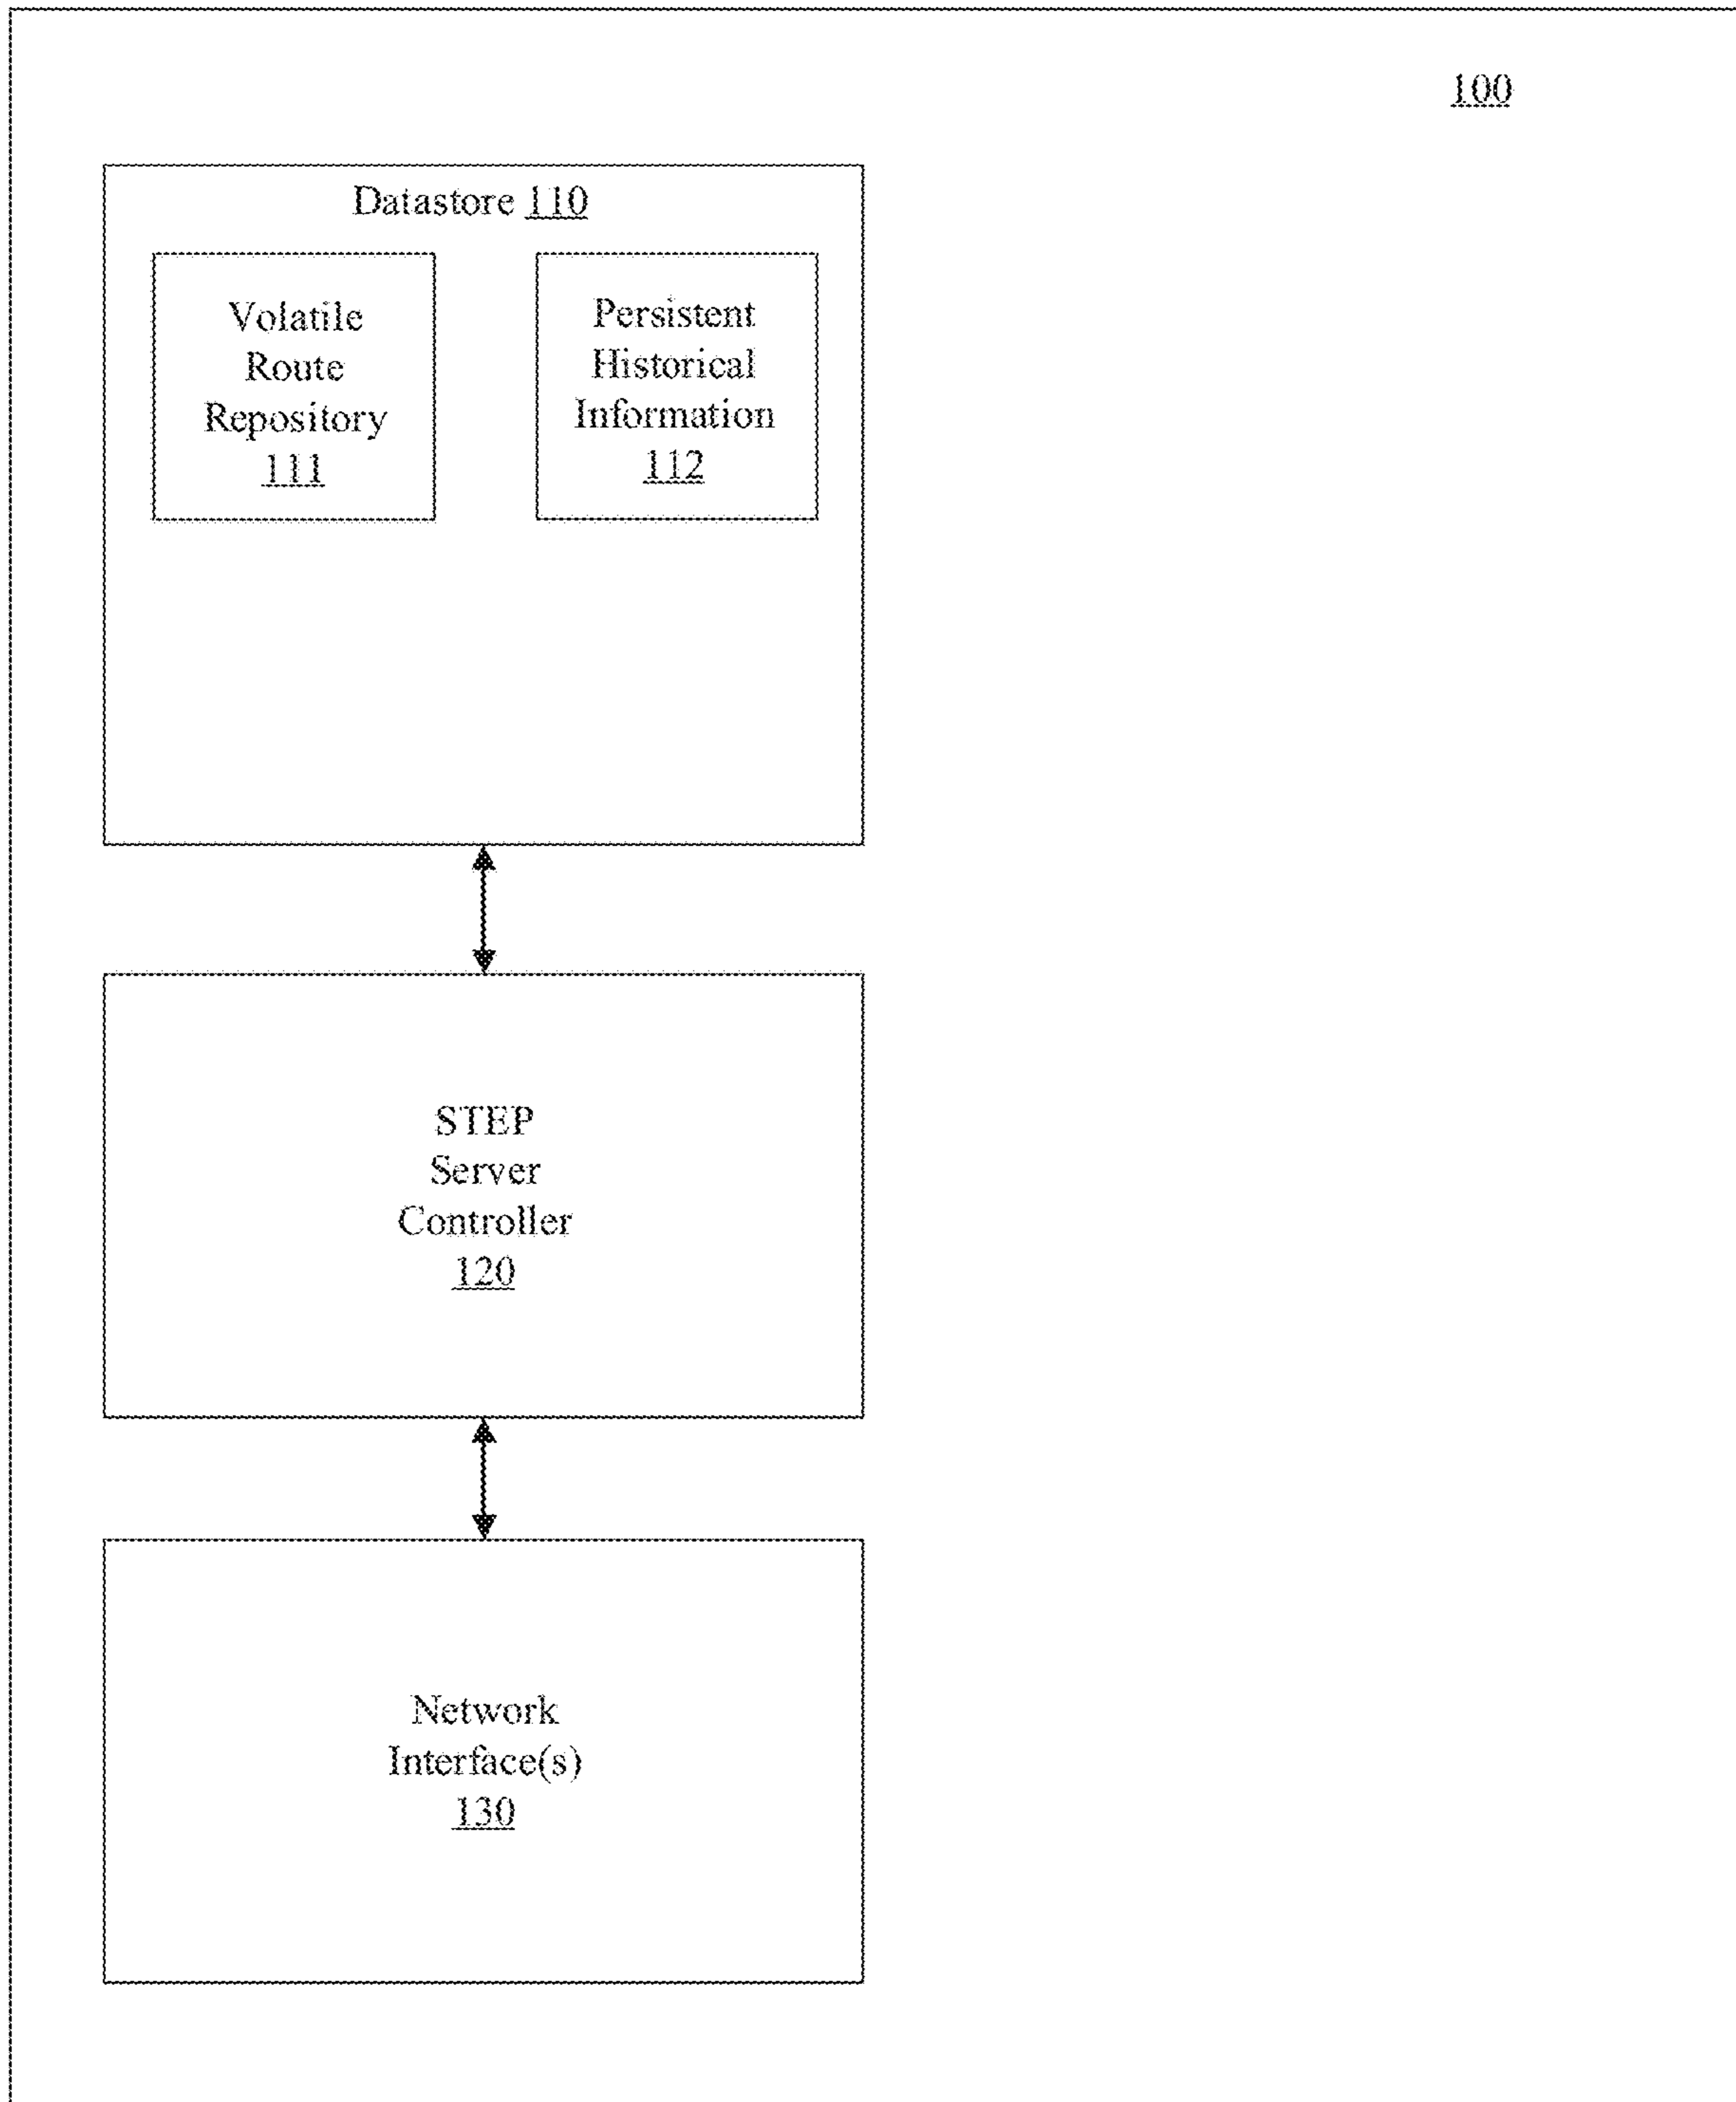 100
Datastore 110
Volatile
Route
Repository
111
Persistent
Historical
Information
112
STEP
Server
Controller
120
Network
Interface(s)
130